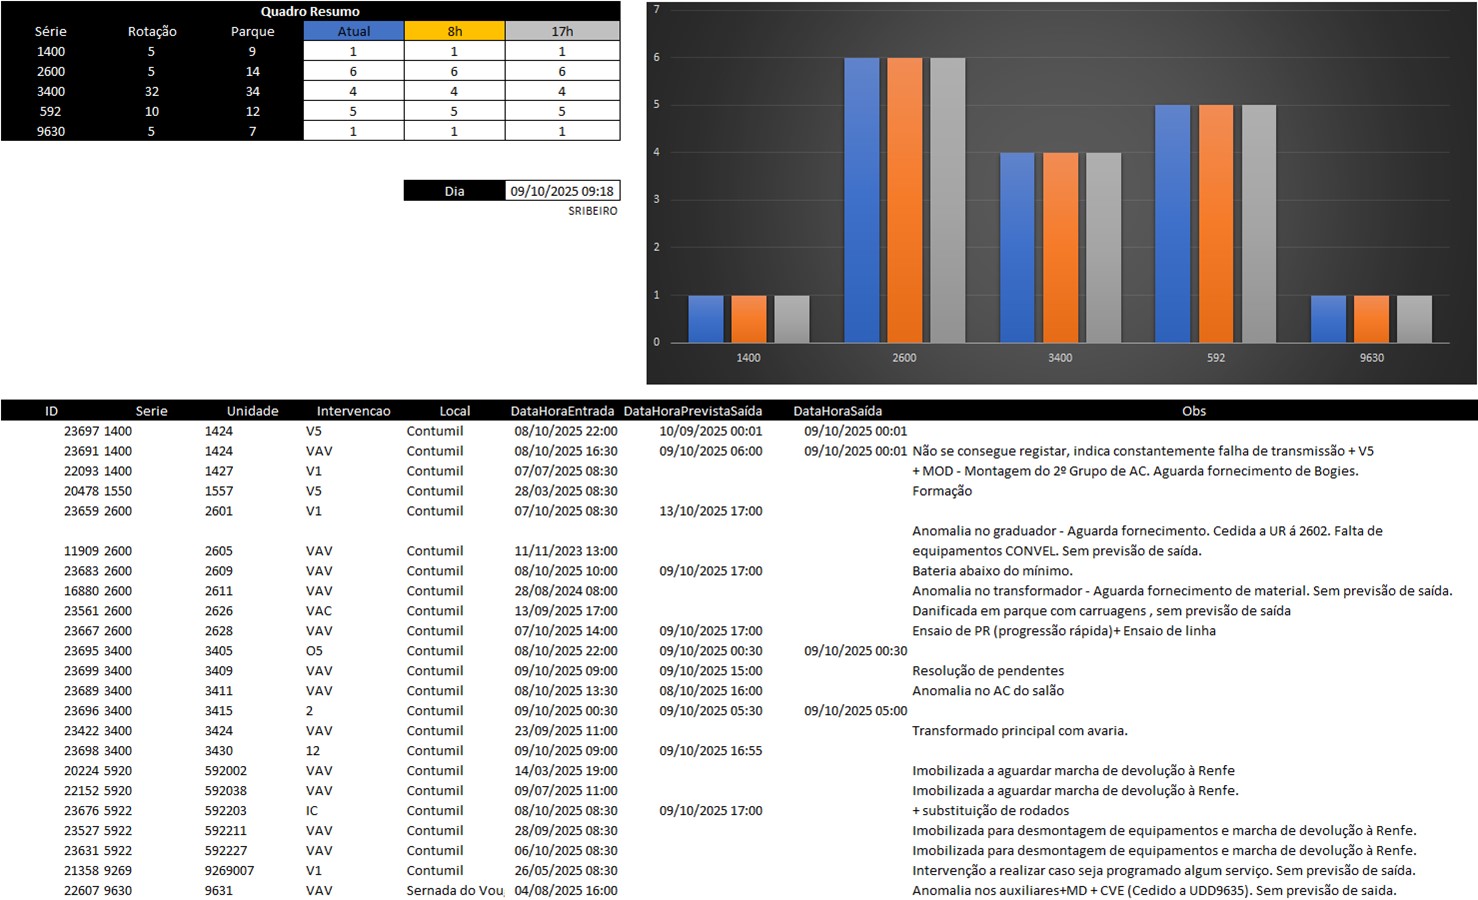 Quadro Resumo
Série Rotação Parque Atual 8h 17h
1400 5 9 1 1 1
2600 5 14 6 6 6
3400 32 34 4 4 4
592 10 12 5 5 5
9630 5 7 1 1 1
Dia 09/10/2025 09:18
SRIBEIRO
7
6
5
4
3
2
1
0
1400 2600 3400 592 9630
ID Serie Unidade Intervencao Local DataHoraEntrada DataHoraPrevistaSaída DataHoraSaída Obs
23697 1400 1424 V5 Contumil 08/10/2025 22:00 10/09/2025 00:01 09/10/2025 00:01
23691 1400 1424 VAV Contumil 08/10/2025 16:30 09/10/2025 06:00 09/10/2025 00:01 Não se consegue registar, indica constantemente falha de transmissão + V5
22093 1400 1427 V1 Contumil 07/07/2025 08:30 + MOD - Montagem do 2º Grupo de AC. Aguarda fornecimento de Bogies.
20478 1550 1557 V5 Contumil 28/03/2025 08:30 Formação
23659 2600 2601 V1 Contumil 07/10/2025 08:30 13/10/2025 17:00
Anomalia no graduador - Aguarda fornecimento. Cedida a UR á 2602. Falta de
11909 2600 2605 VAV Contumil 11/11/2023 13:00 equipamentos CONVEL. Sem previsão de saída.
23683 2600 2609 VAV Contumil 08/10/2025 10:00 09/10/2025 17:00 Bateria abaixo do mínimo.
16880 2600 2611 VAV Contumil 28/08/2024 08:00 Anomalia no transformador - Aguarda fornecimento de material. Sem previsão de saída.
23561 2600 2626 VAC Contumil 13/09/2025 17:00 Danificada em parque com carruagens , sem previsão de saída
23667 2600 2628 VAV Contumil 07/10/2025 14:00 09/10/2025 17:00 Ensaio de PR (progressão rápida)+ Ensaio de linha
23695 3400 3405 O5 Contumil 08/10/2025 22:00 09/10/2025 00:30 09/10/2025 00:30
23699 3400 3409 VAV Contumil 09/10/2025 09:00 09/10/2025 15:00 Resolução de pendentes
23689 3400 3411 VAV Contumil 08/10/2025 13:30 08/10/2025 16:00 Anomalia no AC do salão
23696 3400 3415 2 Contumil 09/10/2025 00:30 09/10/2025 05:30 09/10/2025 05:00
23422 3400 3424 VAV Contumil 23/09/2025 11:00 Transformado principal com avaria.
23698 3400 3430 12 Contumil 09/10/2025 09:00 09/10/2025 16:55
20224 5920 592002 VAV Contumil 14/03/2025 19:00 Imobilizada a aguardar marcha de devolução à Renfe
22152 5920 592038 VAV Contumil 09/07/2025 11:00 Imobilizada a aguardar marcha de devolução à Renfe.
23676 5922 592203 IC Contumil 08/10/2025 08:30 09/10/2025 17:00 + substituição de rodados
23527 5922 592211 VAV Contumil 28/09/2025 08:30 Imobilizada para desmontagem de equipamentos e marcha de devolução à Renfe.
23631 5922 592227 VAV Contumil 06/10/2025 08:30 Imobilizada para desmontagem de equipamentos e marcha de devolução à Renfe.
21358 9269 9269007 V1 Contumil 26/05/2025 08:30 Intervenção a realizar caso seja programado algum serviço. Sem previsão de saída.
22607 9630 9631 VAV Sernada do Vou 04/08/2025 16:00 Anomalia nos auxiliares+MD + CVE (Cedido a UDD9635). Sem previsão de saida.